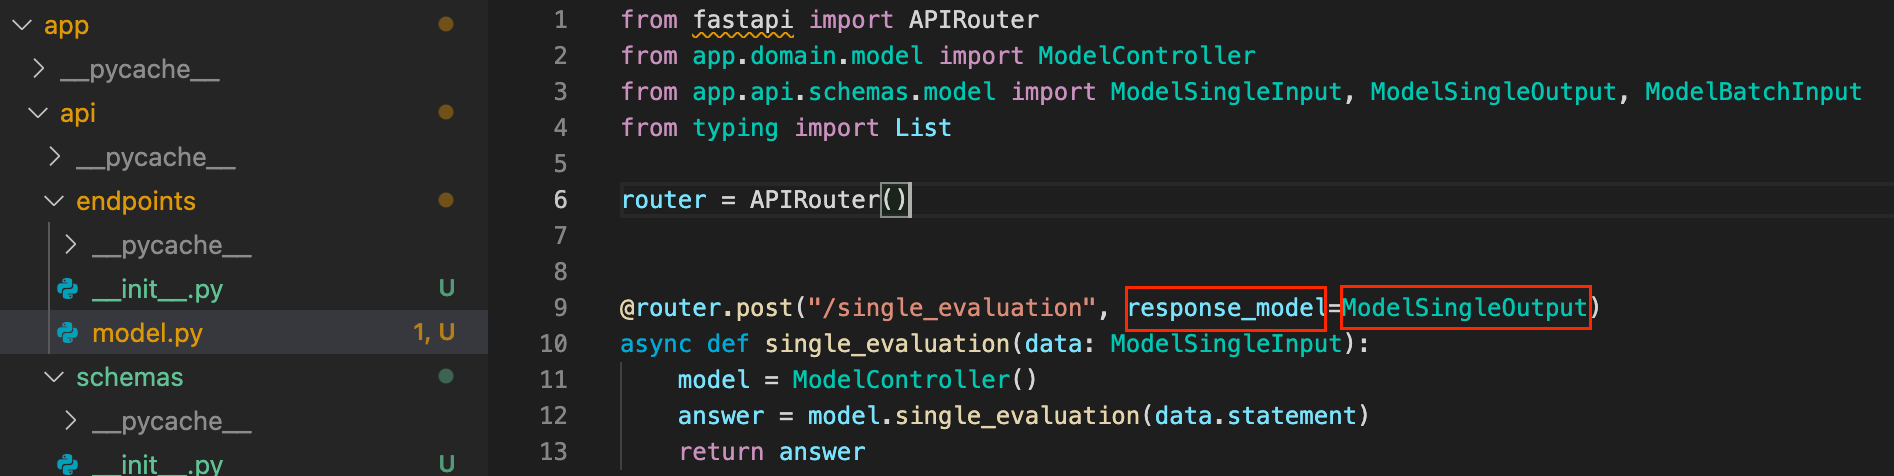 app
__pycache__
api
__pycache__
endpoints
__pycache__
__init__.py U
model.py 1, U
schemas
__pycache__
__init__.py U
1 from fastapi import APIRouter
2 from app.domain.model import ModelController
3 from app.api.schemas.model import ModelSingleInput, ModelSingleOutput, ModelBatchInput
4 from typing import List
5
6 router = APIRouter()
7
8
9 @router.post("/single_evaluation", response_model=ModelSingleOutput)
10 async def single_evaluation(data: ModelSingleInput):
11     model = ModelController()
12     answer = model.single_evaluation(data.statement)
13     return answer